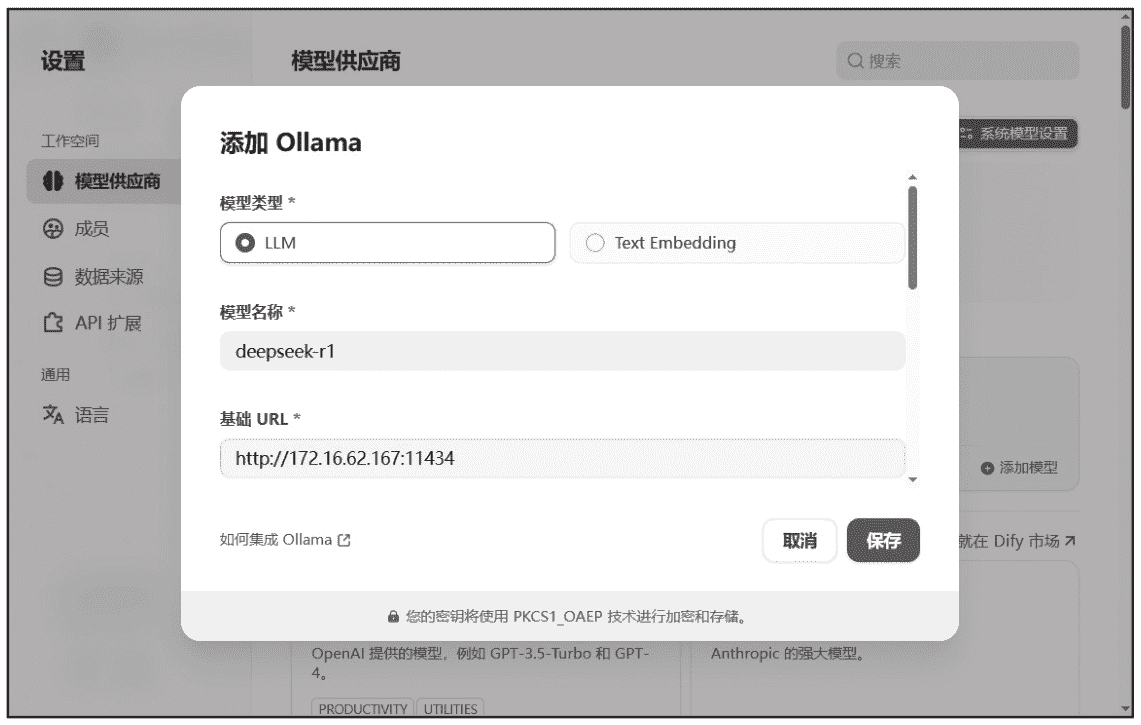 设置
模型供应商
搜索
工作空间
系统模型设置
模型供应商
成员
数据来源
API 扩展
通用
语言
添加 Ollama
模型类型 *
LLM
Text Embedding
模型名称 *
deepseek-r1
基础 URL *
http://172.16.62.167:11434
添加模型
如何集成 Ollama
取消
保存
就在 Dify 市场
您的密钥将使用 PKCS1_OAEP 技术进行加密和存储。
OpenAI 提供的模型，例如 GPT-3.5-Turbo 和 GPT-
4。
Anthropic 的强大模型。
PRODUCTIVITY
UTILITIES